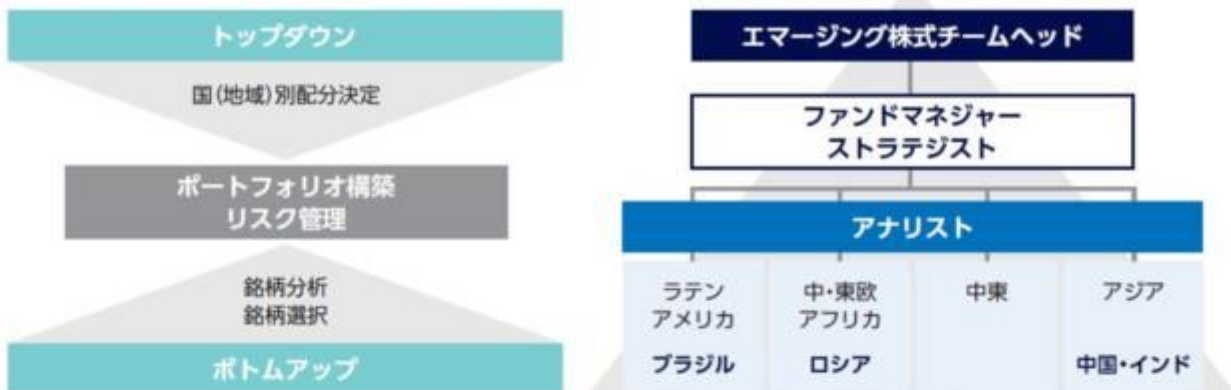 トップダウン
国(地域)別配分決定
ポートフォリオ構築
リスク管理
銘柄分析
銘柄選択
ボトムアップ
エマージング株式チームヘッド
ファンドマネジャー
ストラテジスト
アナリスト
ラテン
アメリカ
ブラジル
中・東欧
アフリカ
ロシア
中東
アジア
中国・インド